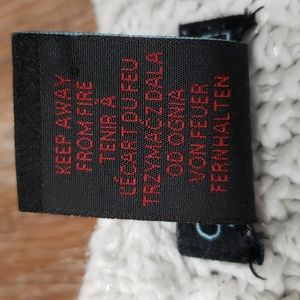 KEEP AWAY
FROM FIRE
TENIR À
L'ÉCART DU FEU
TRZYMAĆ Z DALA
OD OGNIA
VON FEUER
FERNHALTEN